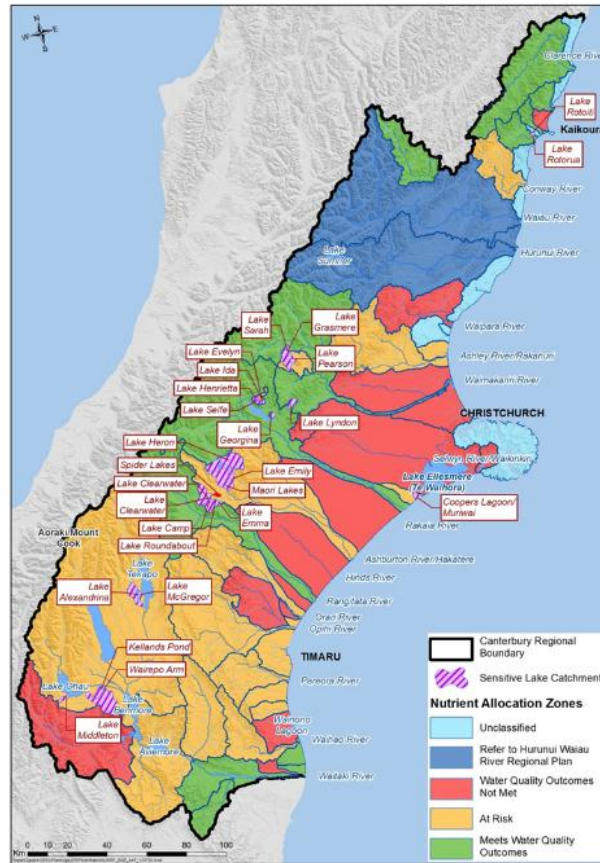 N
W
E
S
Clarence River
Lake
Rotoiti
Kaikoura
Lake
Rotorua
Conway River
Waiau River
Hurunui River
Lake
Sumner
Lake
Sarah
Lake
Grasmere
Lake Evelyn
Lake Ida
Lake Henrietta
Lake Selfe
Lake
Pearson
Waipara River
Ashley River/Rakahuri
Waimakariri River
CHRISTCHURCH
Lake Lyndon
Lake
Georgina
Selwyn River/Waikirikiri
Lake Ellesmere
(Te Waihora)
Coopers Lagoon/
Muriwai
Rakaia River
Lake Heron
Spider Lakes
Lake Clearwater
Lake
Clearwater
Lake Camp
Lake Roundabout
Lake Emily
Maori Lakes
Lake
Emma
Ashburton River/Hakatere
Hinds River
Rangitata River
Orari River
Opihi River
Aoraki Mount
Cook
Lake
Tekapo
Lake
Alexandrina
Lake
McGregor
TIMARU
Pareora River
Kellands Pond
Wairepo Arm
Lake Ohau
Lake
Benmore
Lake
Middleton
Lake
Aviemore
Wainono
Lagoon
Waihao River
Waitaki River
Canterbury Regional
Boundary
Sensitive Lake Catchment
Nutrient Allocation Zones
Unclassified
Refer to Hurunui Waiau
River Regional Plan
Water Quality Outcomes
Not Met
At Risk
Meets Water Quality
Outcomes
Km
0 10 20 40 60 80 100